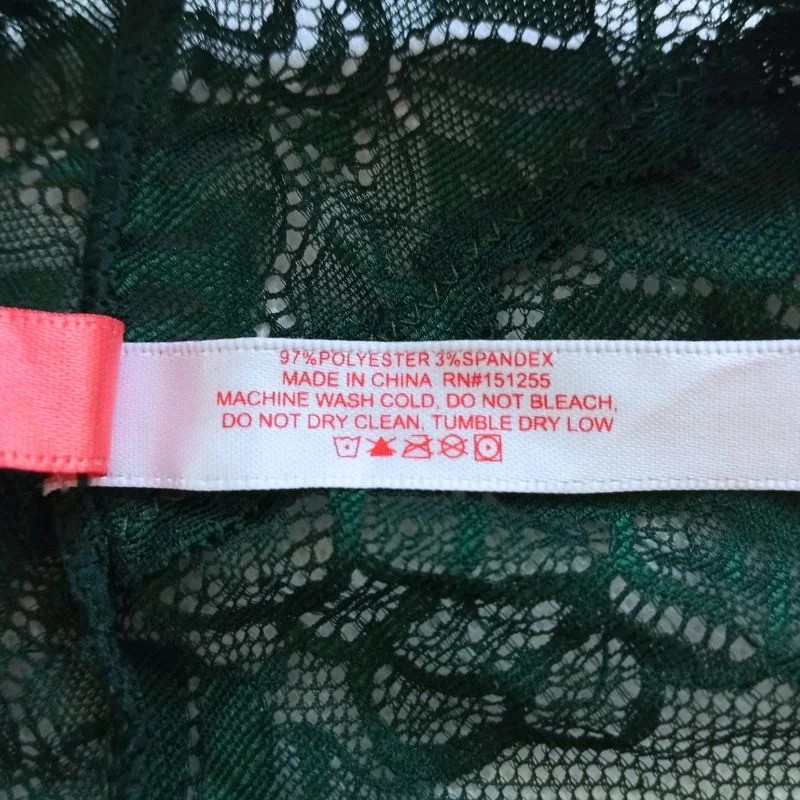 97%POLYESTER 3%SPANDEX
MADE IN CHINA RN#151255
MACHINE WASH COLD, DO NOT BLEACH,
DO NOT DRY CLEAN, TUMBLE DRY LOW